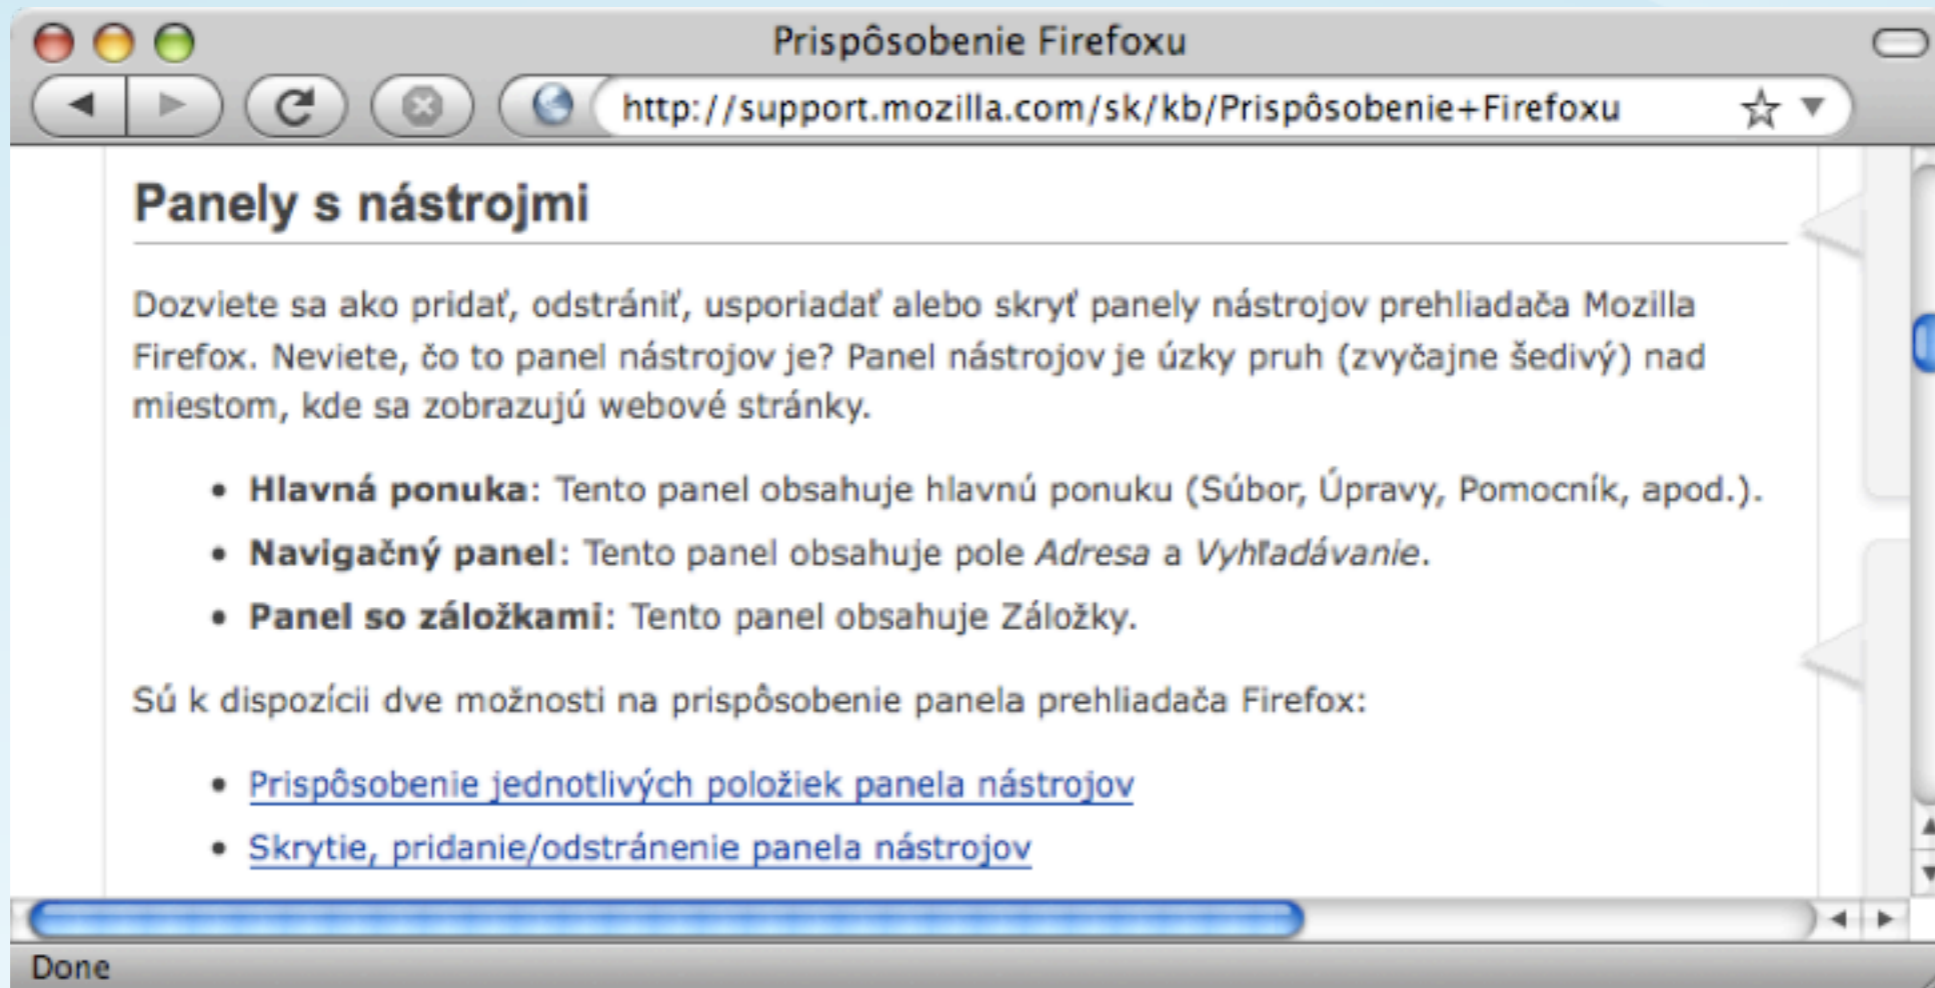 Prispôsobenie Firefoxu
http://support.mozilla.com/sk/kb/Prispôsobenie+Firefoxu
Panely s nástrojmi
Dozviete sa ako pridať, odstrániť, usporiadať alebo skryť panely nástrojov prehliadača Mozilla
Firefox. Neviete, čo to panel nástrojov je? Panel nástrojov je úzky pruh (zvyčajne šedivý) nad
miestom, kde sa zobrazujú webové stránky.
• Hlavná ponuka: Tento panel obsahuje hlavnú ponuku (Súbor, Úpravy, Pomocník, apod.).
• Navigačný panel: Tento panel obsahuje pole Adresa a Vyhľadávanie.
• Panel so záložkami: Tento panel obsahuje Záložky.
Sú k dispozícii dve možnosti na prispôsobenie panela prehliadača Firefox:
• Prispôsobenie jednotlivých položiek panela nástrojov
• Skrytie, pridanie/odstránenie panela nástrojov
Done